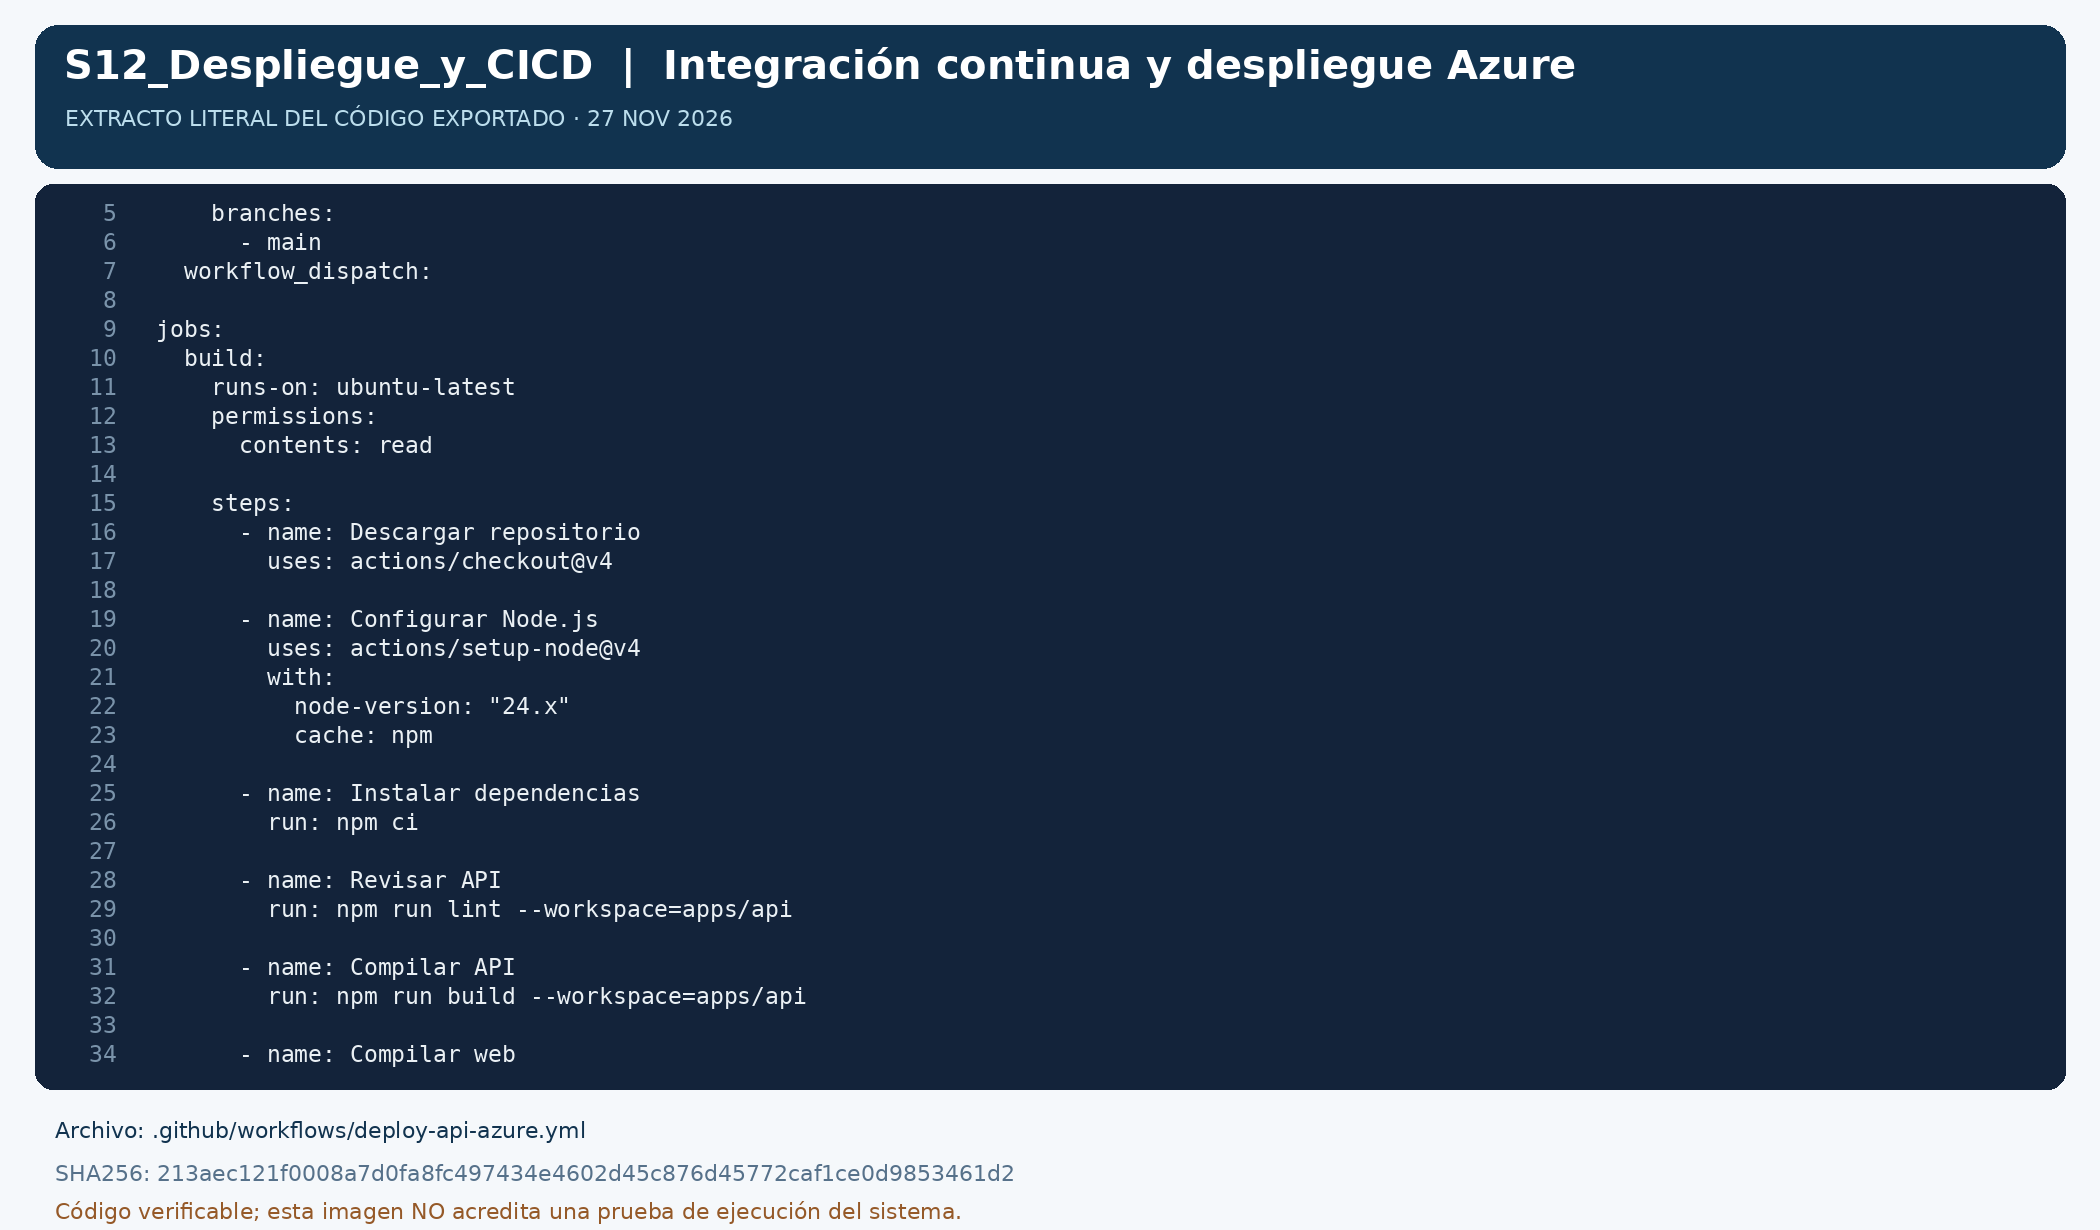 S12_Despliegue_y_CICD | Integración continua y despliegue Azure
EXTRACTO LITERAL DEL CÓDIGO EXPORTADO · 27 NOV 2026
5     branches:
6       - main
7   workflow_dispatch:
8
9 jobs:
10   build:
11     runs-on: ubuntu-latest
12     permissions:
13       contents: read
14
15     steps:
16       - name: Descargar repositorio
17         uses: actions/checkout@v4
18
19       - name: Configurar Node.js
20         uses: actions/setup-node@v4
21         with:
22           node-version: "24.x"
23           cache: npm
24
25       - name: Instalar dependencias
26         run: npm ci
27
28       - name: Revisar API
29         run: npm run lint --workspace=apps/api
30
31       - name: Compilar API
32         run: npm run build --workspace=apps/api
33
34       - name: Compilar web
Archivo: .github/workflows/deploy-api-azure.yml
SHA256: 213aec121f0008a7d0fa8fc497434e4602d45c876d45772caf1ce0d9853461d2
Código verificable; esta imagen NO acredita una prueba de ejecución del sistema.